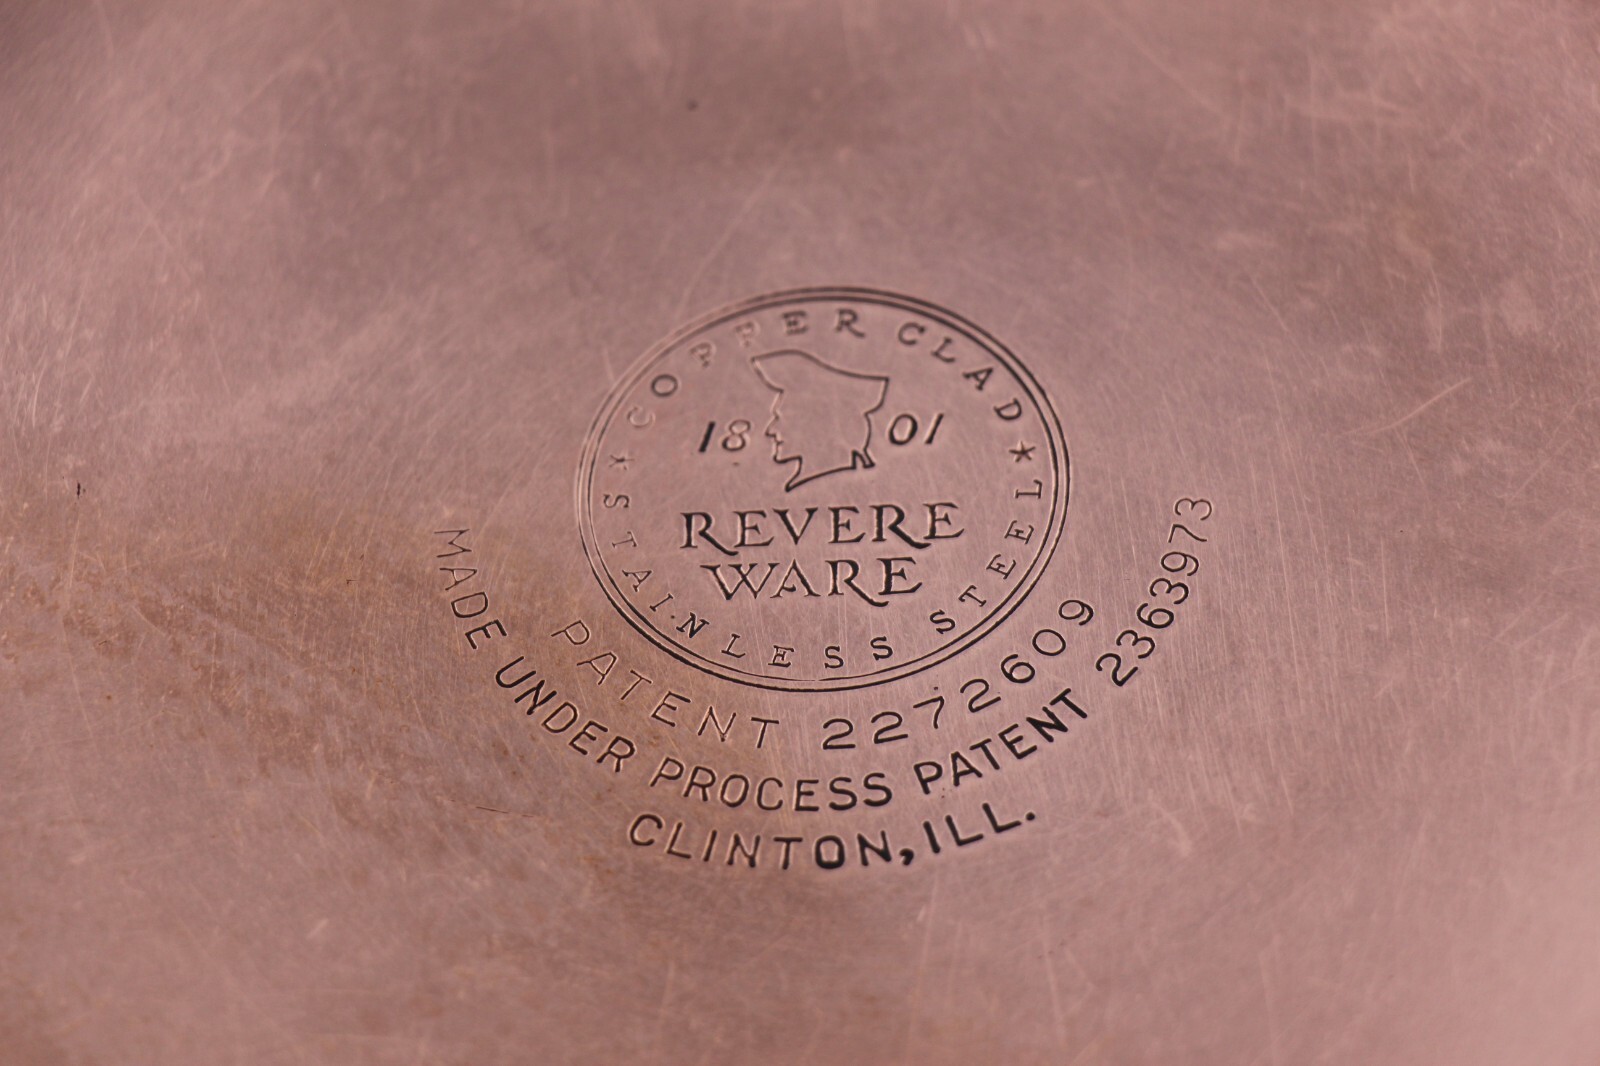 ★ COPPER CLAD ★
18 01
REVERE
WARE
STAINLESS STEEL
PATENT 2272609
MADE UNDER PROCESS PATENT 2363973
CLINTON, ILL.